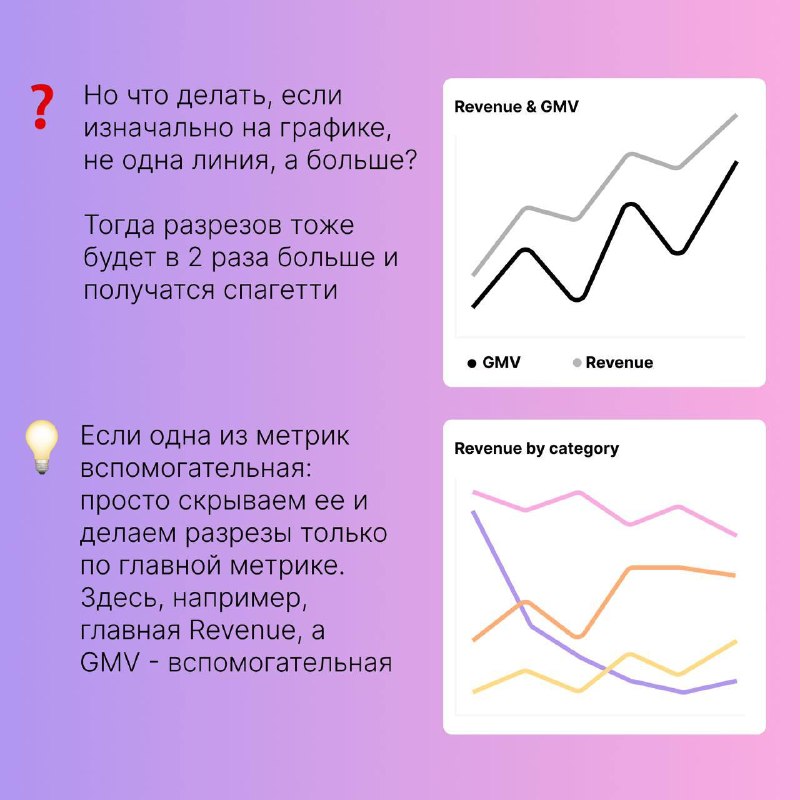 ❓ Но что делать, если
изначально на графике,
не одна линия, а больше?
Тогда разрезов тоже
будет в 2 раза больше и
получатся спагетти
Revenue & GMV
GMV
Revenue
Если одна из метрик
вспомогательная:
просто скрываем ее и
делаем разрезы только
по главной метрике.
Здесь, например,
главная Revenue, а
GMV - вспомогательная
Revenue by category